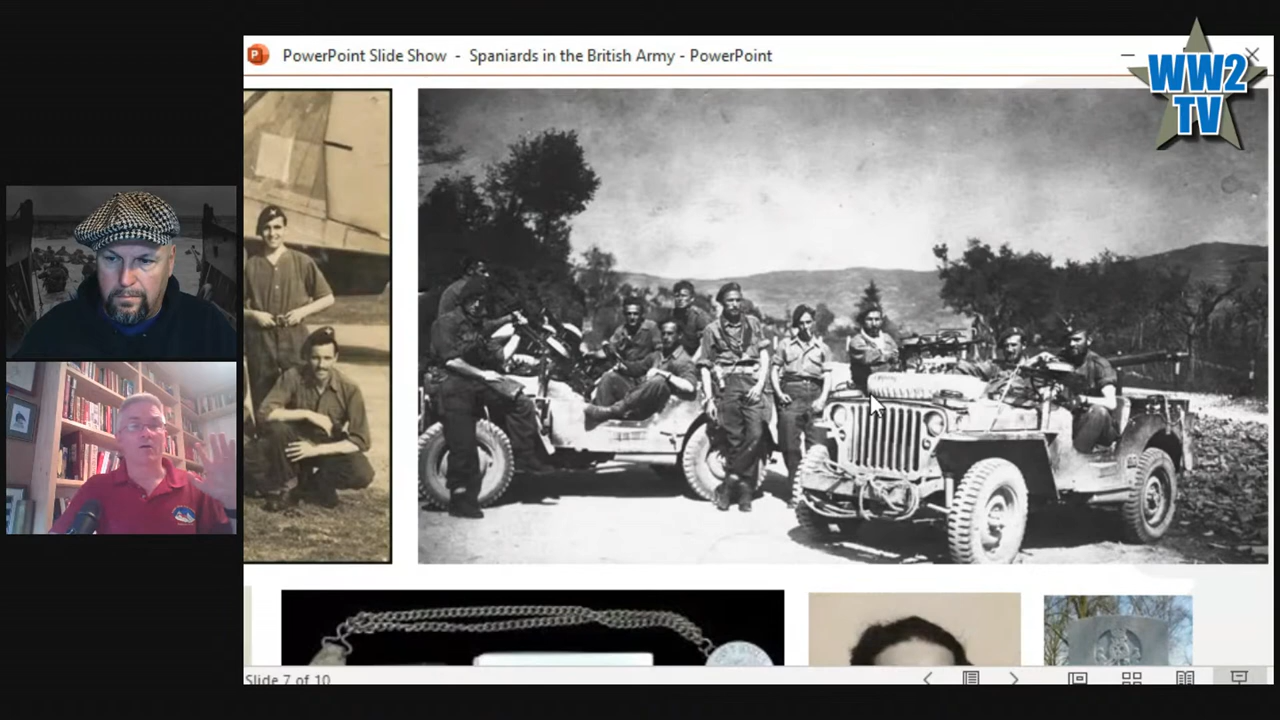 PowerPoint Slide Show - Spaniards in the British Army - PowerPoint
WW2
TV
Slide 7 of 10